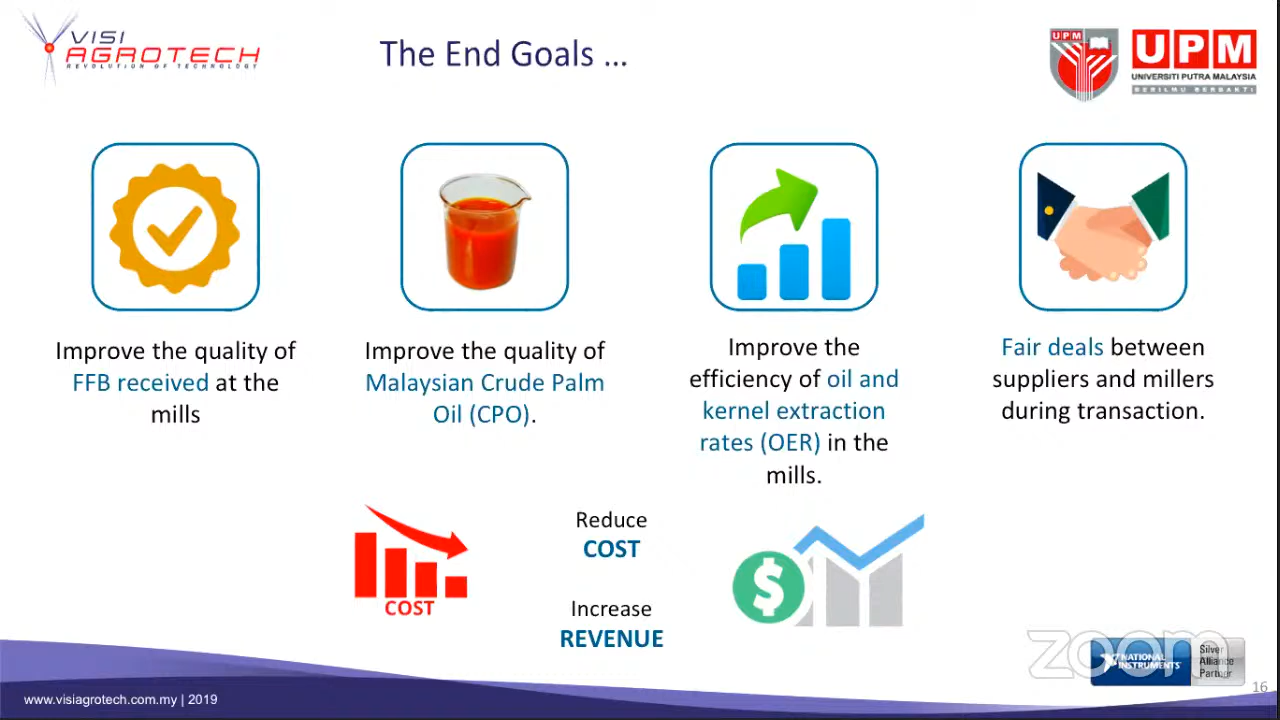 VISI
AGROTECH
REVOLUTION OF TECHNOLOGY
The End Goals ...
UPM
UPM
UNIVERSITI PUTRA MALAYSIA
BERILMU BERBAKTI
Improve the quality of
FFB received at the
mills
Improve the quality of
Malaysian Crude Palm
Oil (CPO).
Improve the
efficiency of oil and
kernel extraction
rates (OER) in the
mills.
Fair deals between
suppliers and millers
during transaction.
COST
Reduce
COST
Increase
REVENUE
$
zoom
NATIONAL
INSTRUMENTS
Silver
Alliance
Partner
www.visiagrotech.com.my | 2019
16